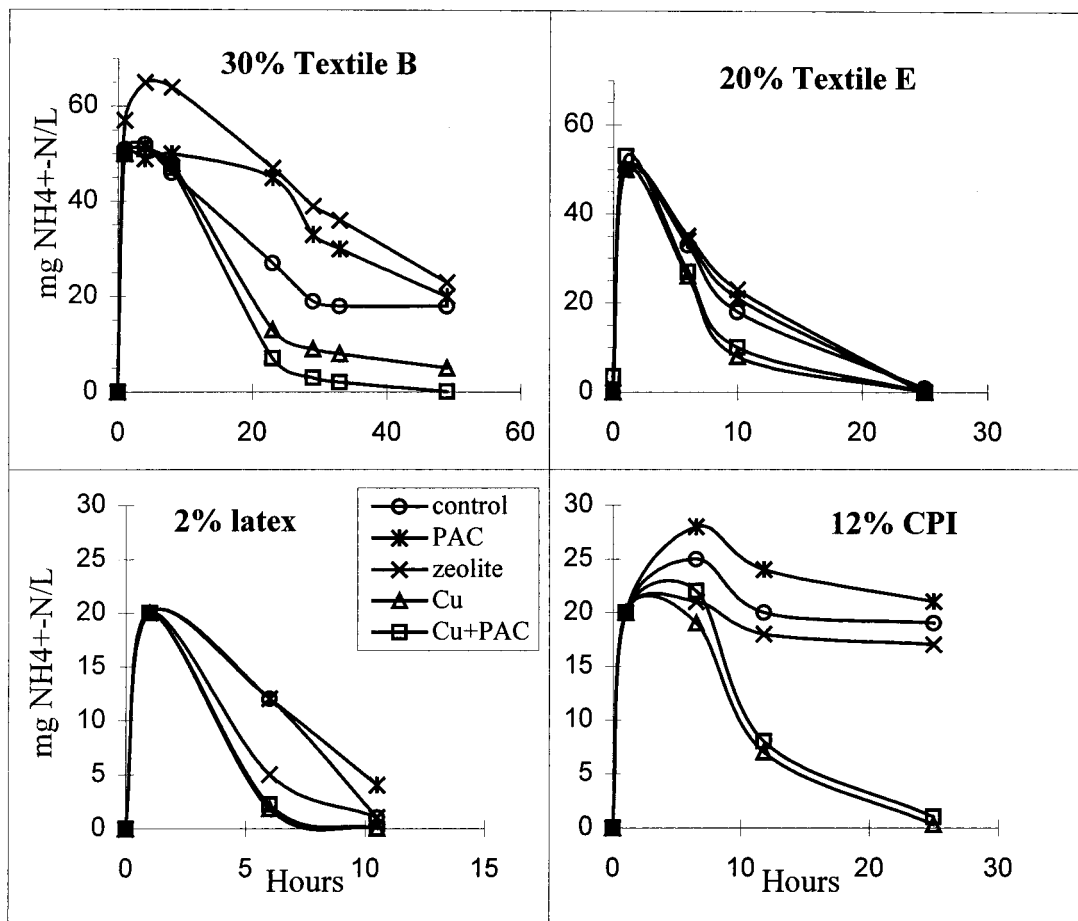 30% Textile B
mg NH4+-N/L
60
40
20
0
0 20 40 60
20% Textile E
60
40
20
0
0 10 20 30
2% latex
mg NH4+-N/L
30
25
20
15
10
5
0
0 5 10 15
Hours
control
PAC
zeolite
Cu
Cu+PAC
12% CPI
30
25
20
15
10
5
0
0 10 20 30
Hours